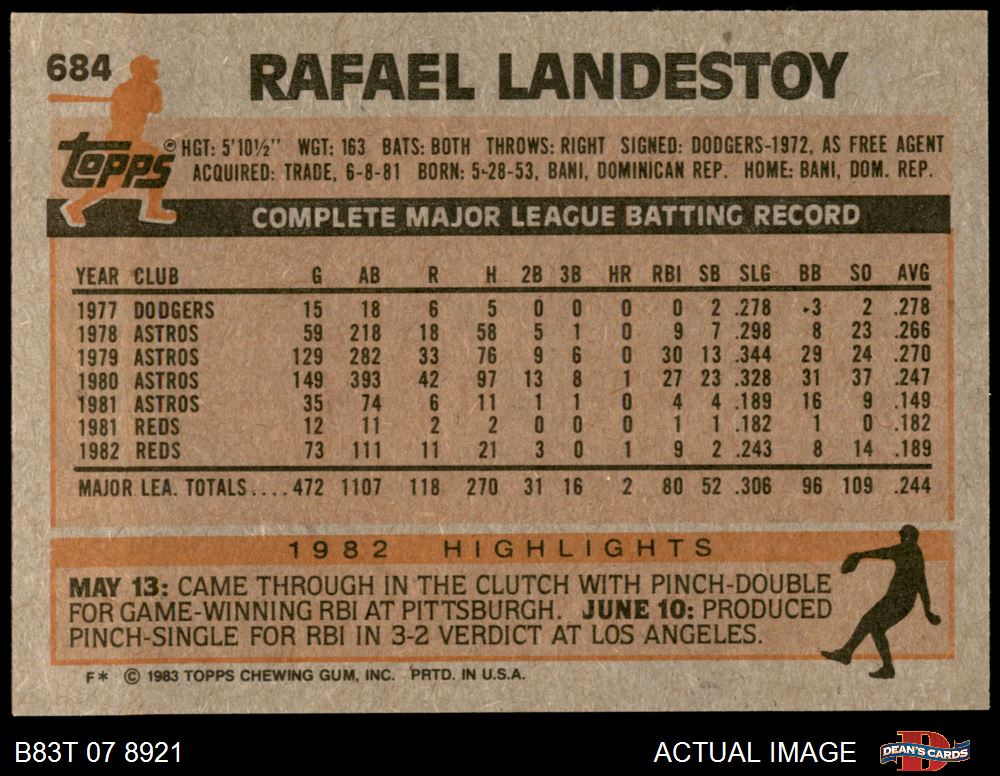 684
RAFAEL LANDESTOY
Topps® HGT: 5'10½" WGT: 163 BATS: BOTH THROWS: RIGHT SIGNED: DODGERS-1972, AS FREE AGENT
ACQUIRED: TRADE, 6-8-81 BORN: 5-28-53, BANI, DOMINICAN REP. HOME: BANI, DOM. REP.
COMPLETE MAJOR LEAGUE BATTING RECORD
YEAR CLUB G AB R H 2B 3B HR RBI SB SLG BB SO AVG
1977 DODGERS 15 18 6 5 0 0 0 0 2 .278 3 2 .278
1978 ASTROS 59 218 18 58 5 1 0 9 7 .298 8 23 .266
1979 ASTROS 129 282 33 76 9 6 0 30 13 .344 29 24 .270
1980 ASTROS 149 393 42 97 13 8 1 27 23 .328 31 37 .247
1981 ASTROS 35 74 6 11 1 1 0 4 4 .189 16 9 .149
1981 REDS 12 11 2 2 0 0 0 1 1 .182 1 0 .182
1982 REDS 73 111 11 21 3 0 1 9 2 .243 8 14 .189
MAJOR LEA. TOTALS.... 472 1107 118 270 31 16 2 80 52 .306 96 109 .244
1982 HIGHLIGHTS
MAY 13: CAME THROUGH IN THE CLUTCH WITH PINCH-DOUBLE
FOR GAME-WINNING RBI AT PITTSBURGH. JUNE 10: PRODUCED
PINCH-SINGLE FOR RBI IN 3-2 VERDICT AT LOS ANGELES.
F* © 1983 TOPPS CHEWING GUM, INC. PRTD. IN U.S.A.
B83T 07 8921
ACTUAL IMAGE
D
DEAN'S CARDS